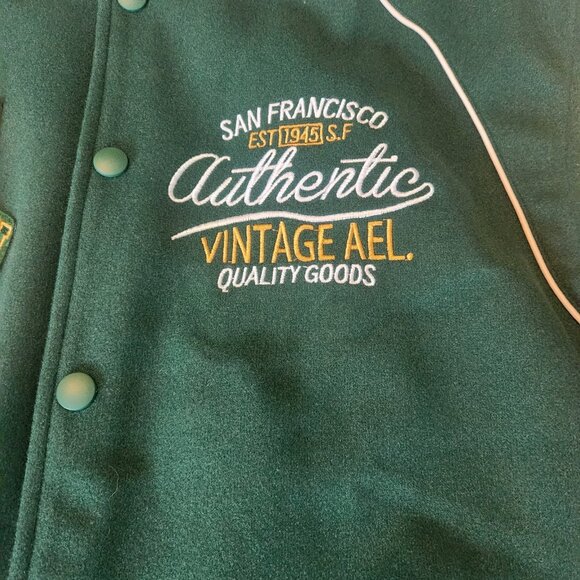 SAN FRANCISCO
EST 1945 S.F
Authentic
VINTAGE AEL.
QUALITY GOODS